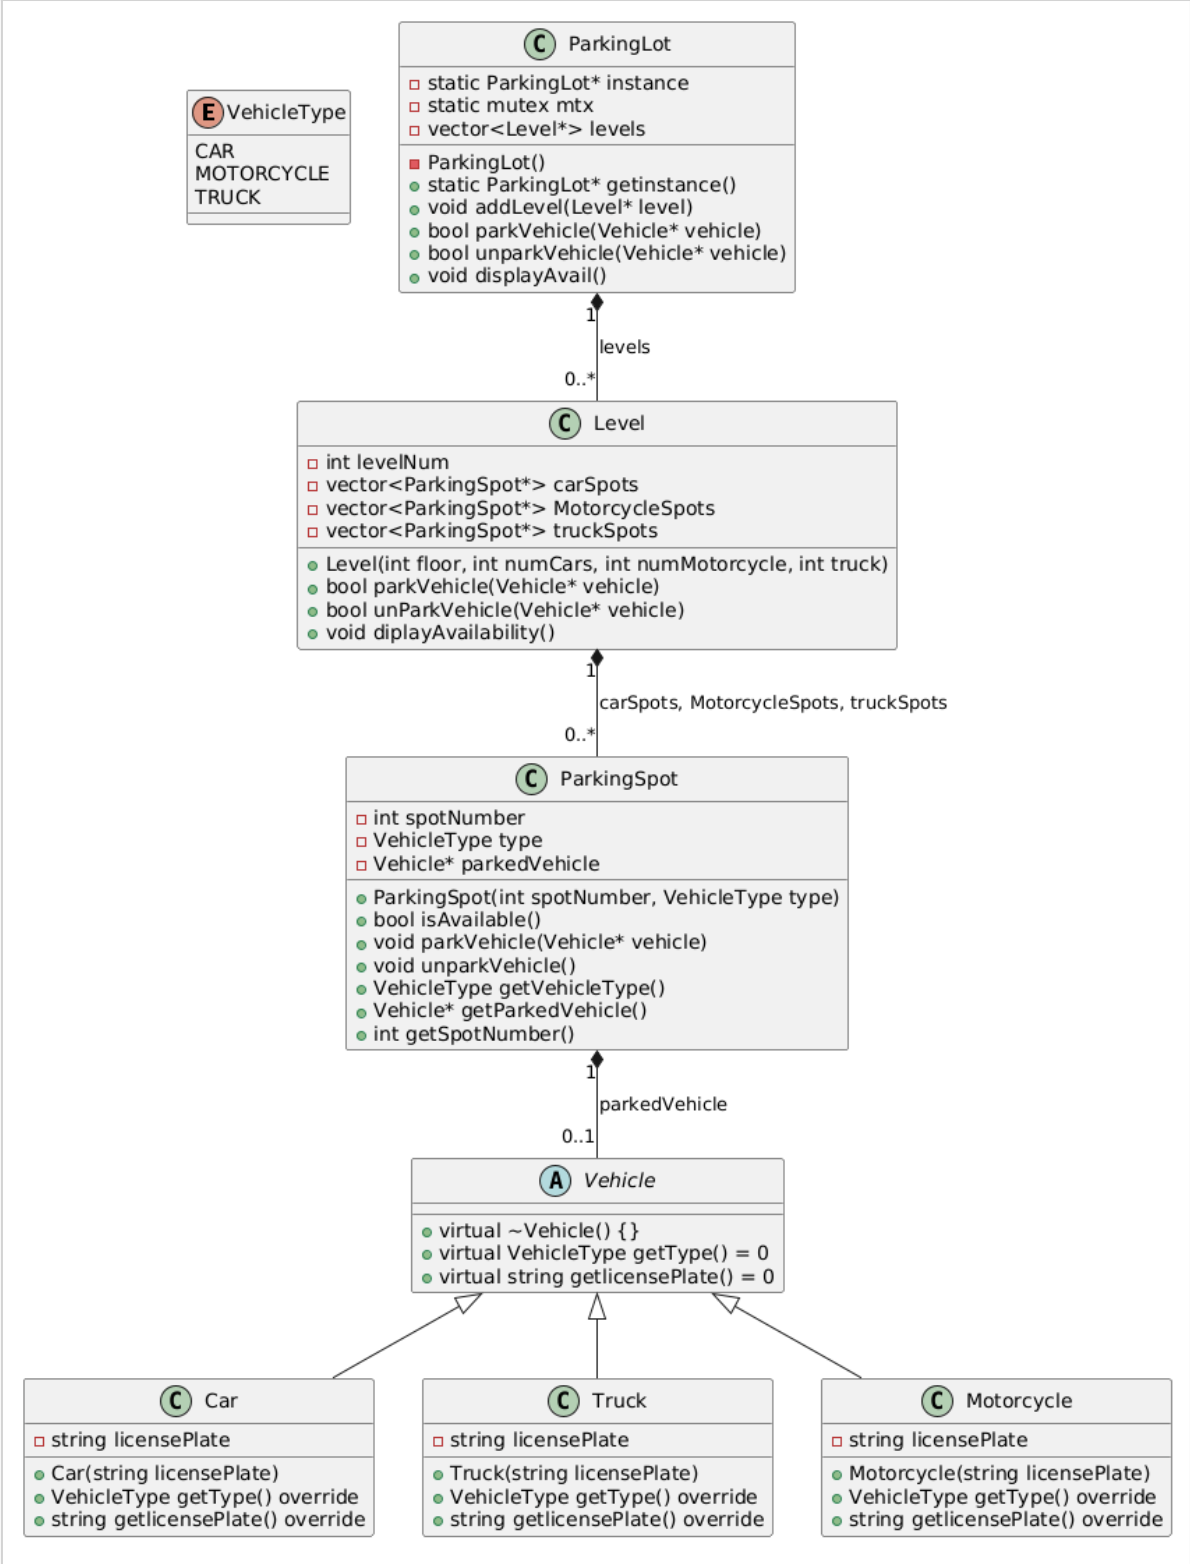 C ParkingLot
static ParkingLot* instance
static mutex mtx
vector<Level*> levels
ParkingLot()
static ParkingLot* getinstance()
void addLevel(Level* level)
bool parkVehicle(Vehicle* vehicle)
bool unparkVehicle(Vehicle* vehicle)
void displayAvail()
E VehicleType
CAR
MOTORCYCLE
TRUCK
1
levels
0..*
C Level
int levelNum
vector<ParkingSpot*> carSpots
vector<ParkingSpot*> MotorcycleSpots
vector<ParkingSpot*> truckSpots
Level(int floor, int numCars, int numMotorcycle, int truck)
bool parkVehicle(Vehicle* vehicle)
bool unParkVehicle(Vehicle* vehicle)
void diplayAvailability()
1
carSpots, MotorcycleSpots, truckSpots
0..*
C ParkingSpot
int spotNumber
VehicleType type
Vehicle* parkedVehicle
ParkingSpot(int spotNumber, VehicleType type)
bool isAvailable()
void parkVehicle(Vehicle* vehicle)
void unparkVehicle()
VehicleType getVehicleType()
Vehicle* getParkedVehicle()
int getSpotNumber()
1
parkedVehicle
0..1
A Vehicle
virtual ~Vehicle() {}
virtual VehicleType getType() = 0
virtual string getlicensePlate() = 0
C Car
string licensePlate
Car(string licensePlate)
VehicleType getType() override
string getlicensePlate() override
C Truck
string licensePlate
Truck(string licensePlate)
VehicleType getType() override
string getlicensePlate() override
C Motorcycle
string licensePlate
Motorcycle(string licensePlate)
VehicleType getType() override
string getlicensePlate() override